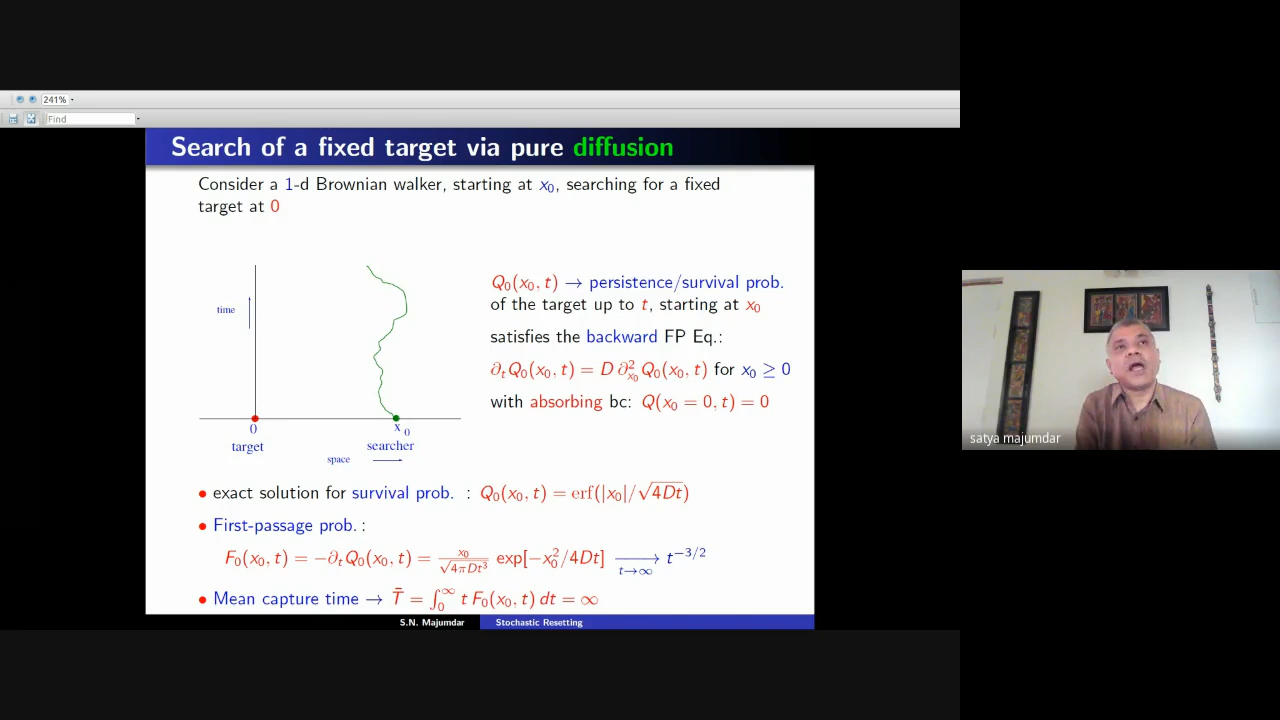 241%
Find
Search of a fixed target via pure diffusion
Consider a 1-d Brownian walker, starting at x₀, searching for a fixed
target at 0
time
0
target
x₀
searcher
space
Q₀(x₀, t) → persistence/survival prob.
of the target up to t, starting at x₀
satisfies the backward FP Eq.:
∂ₜQ₀(x₀, t) = D ∂²ₓ₀ Q₀(x₀, t) for x₀ ≥ 0
with absorbing bc: Q(x₀ = 0, t) = 0
• exact solution for survival prob. : Q₀(x₀, t) = erf(|x₀|/√4Dt)
• First-passage prob.:
F₀(x₀, t) = −∂ₜQ₀(x₀, t) = x₀/√4πDt³ exp[−x₀²/4Dt] ⟶ t→∞ t⁻³/²
• Mean capture time → T̄ = ∫₀^∞ t F₀(x₀, t) dt = ∞
S.N. Majumdar Stochastic Resetting
satya majumdar